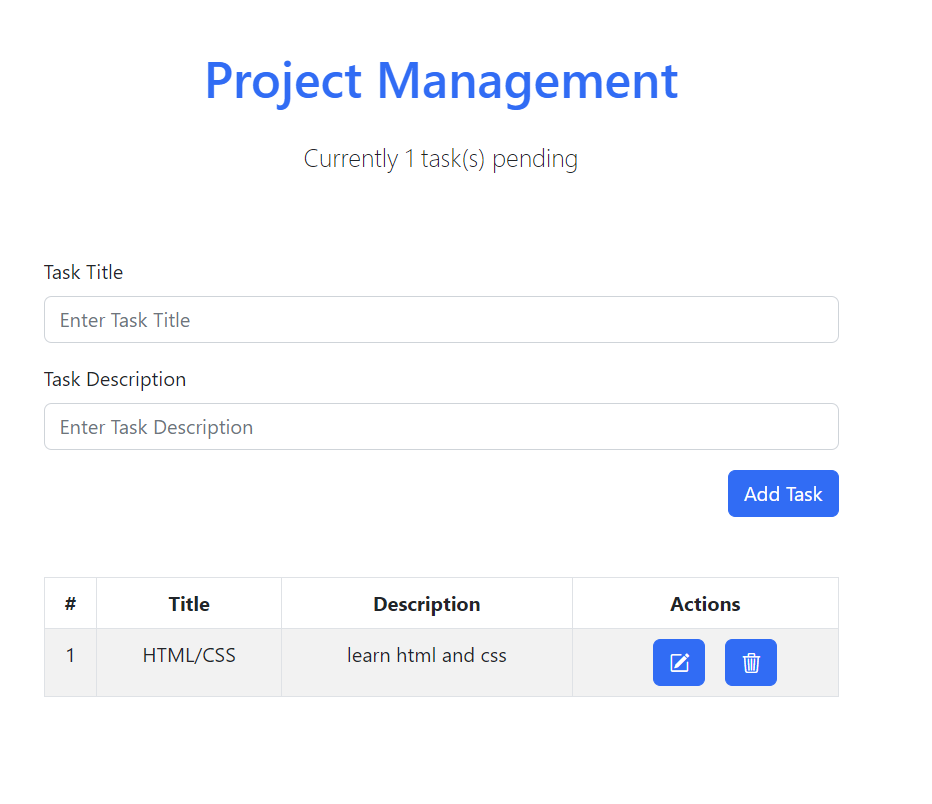 Project Management
Currently 1 task(s) pending
Task Title
Enter Task Title
Task Description
Enter Task Description
Add Task
# Title Description Actions
1 HTML/CSS learn html and css